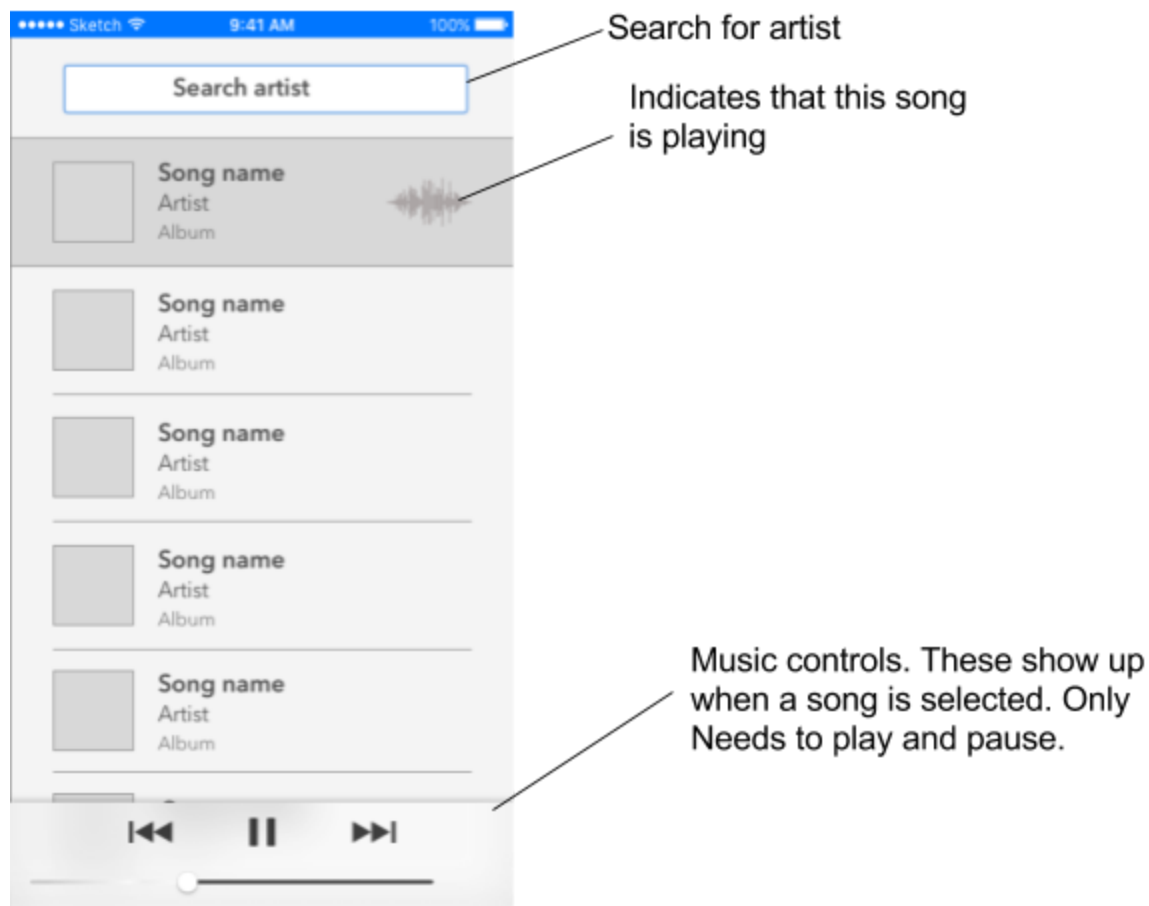 Sketch 9:41 AM 100%
Search for artist
Search artist
Indicates that this song
is playing
Song name
Artist
Album
Song name
Artist
Album
Song name
Artist
Album
Song name
Artist
Album
Song name
Artist
Album
Music controls. These show up
when a song is selected. Only
Needs to play and pause.